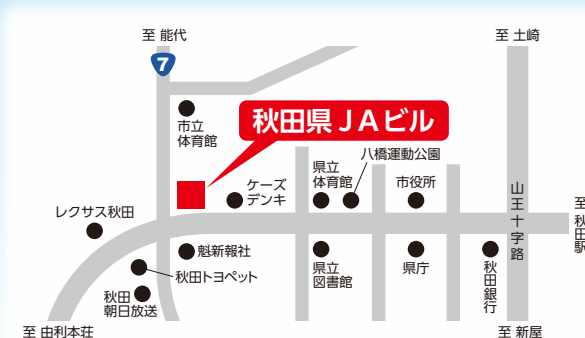 至 能代
至 土崎
7
市立
体育館
秋田県 JAビル
八橋運動公園
ケーズ
デンキ
県立
体育館
市役所
山王十字路
至 秋田駅
レクサス秋田
魁新報社
秋田トヨペット
県立
図書館
県庁
秋田銀行
秋田
朝日放送
至 由利本荘
至 新屋